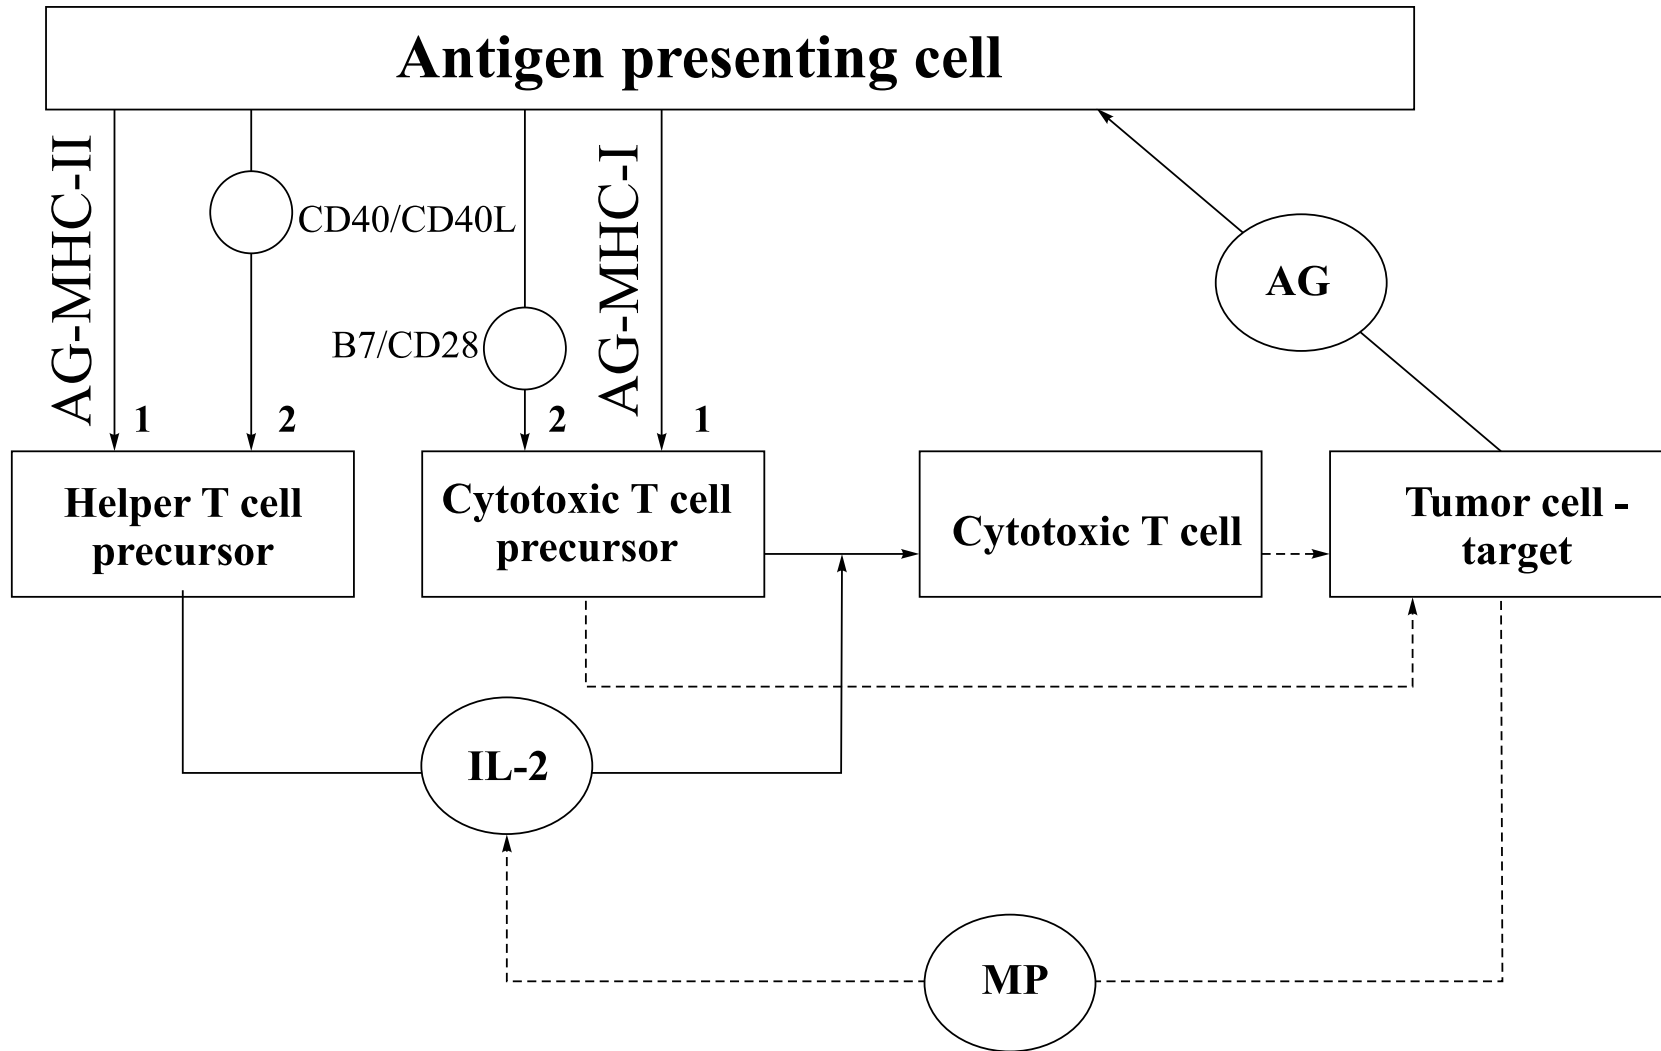 Antigen presenting cell
AG-MHC-II
CD40/CD40L
B7/CD28
AG-MHC-I
AG
1
2
2
1
Helper T cell
precursor
Cytotoxic T cell
precursor
Cytotoxic T cell
Tumor cell -
target
IL-2
MP